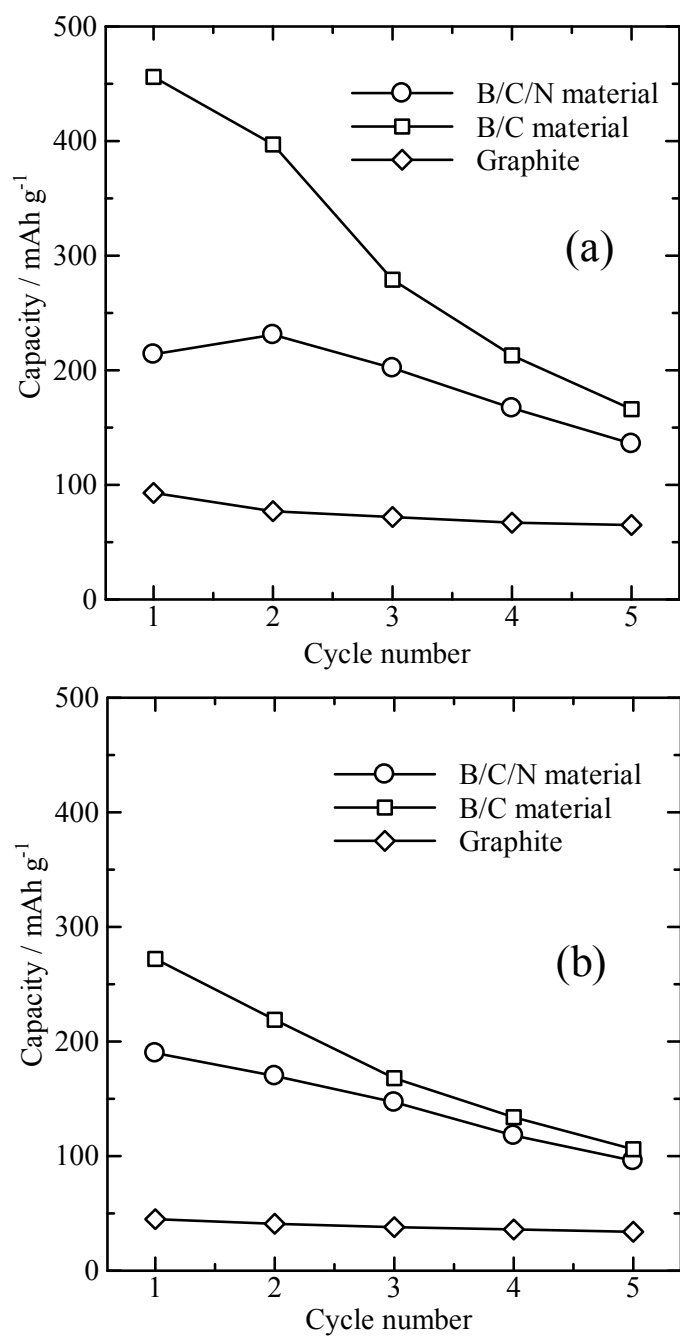 500
400
300
200
100
0
Capacity / mAh g⁻¹
B/C/N material
B/C material
Graphite
(a)
1 2 3 4 5
Cycle number
500
400
300
200
100
0
Capacity / mAh g⁻¹
B/C/N material
B/C material
Graphite
(b)
1 2 3 4 5
Cycle number